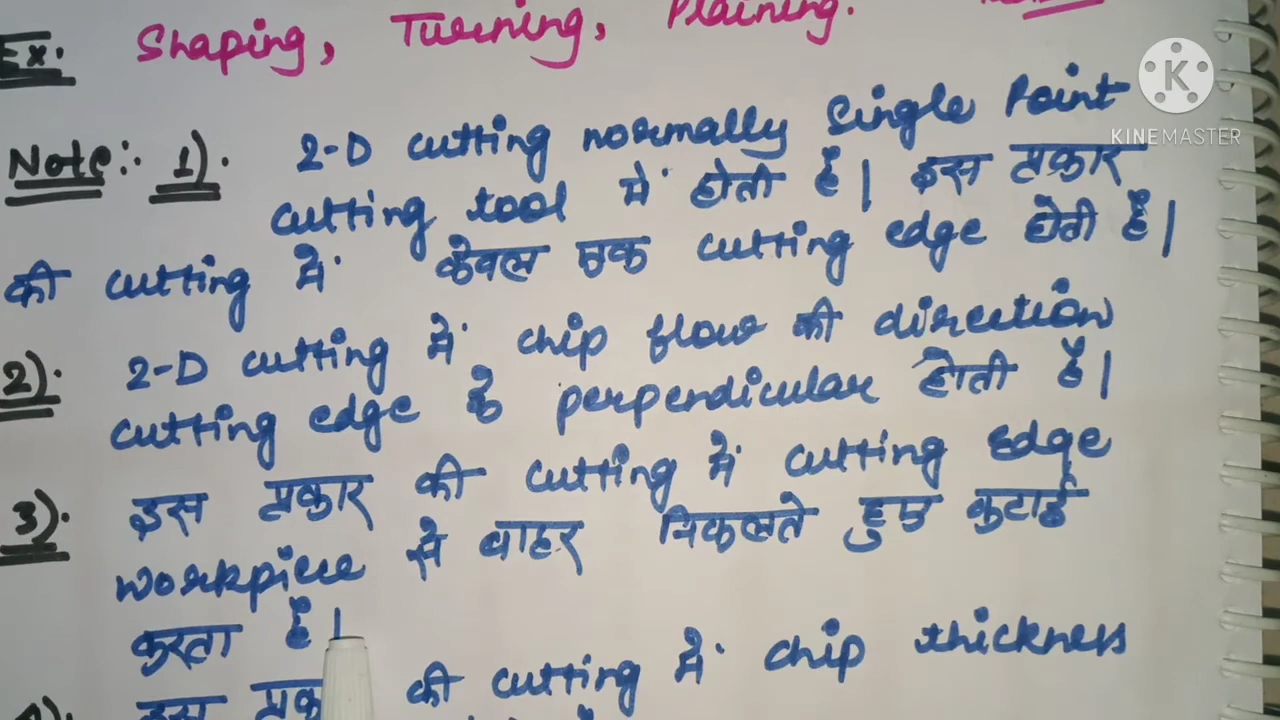 Ex. Shaping, Turning, Plaining.
KINEMASTER
Note:- 1). 2-D cutting normally Single Point
cutting tool में होती है। इस प्रकार
की cutting में केवल एक cutting edge होती है।
2). 2-D cutting में chip flow की direction
cutting edge के perpendicular होती है।
3). इस प्रकार की cutting में cutting Edge
workpiece से बाहर निकलते हुए कटाई
करता है।
की cutting में chip thickness